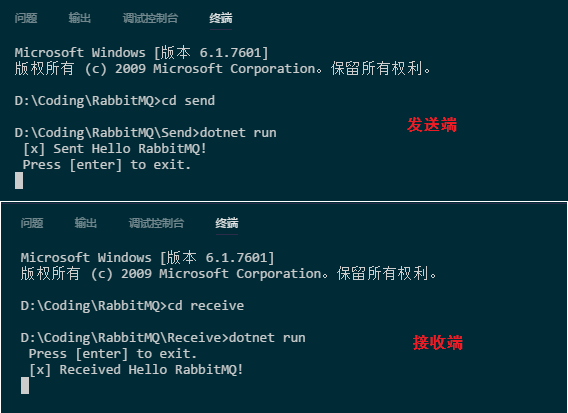 问题 输出 调试控制台 终端
Microsoft Windows [版本 6.1.7601]
版权所有 (c) 2009 Microsoft Corporation。保留所有权利。
D:\Coding\RabbitMQ>cd send
D:\Coding\RabbitMQ\Send>dotnet run
发送端
[x] Sent Hello RabbitMQ!
Press [enter] to exit.
问题 输出 调试控制台 终端
Microsoft Windows [版本 6.1.7601]
版权所有 (c) 2009 Microsoft Corporation。保留所有权利。
D:\Coding\RabbitMQ>cd receive
D:\Coding\RabbitMQ\Receive>dotnet run
接收端
Press [enter] to exit.
[x] Received Hello RabbitMQ!